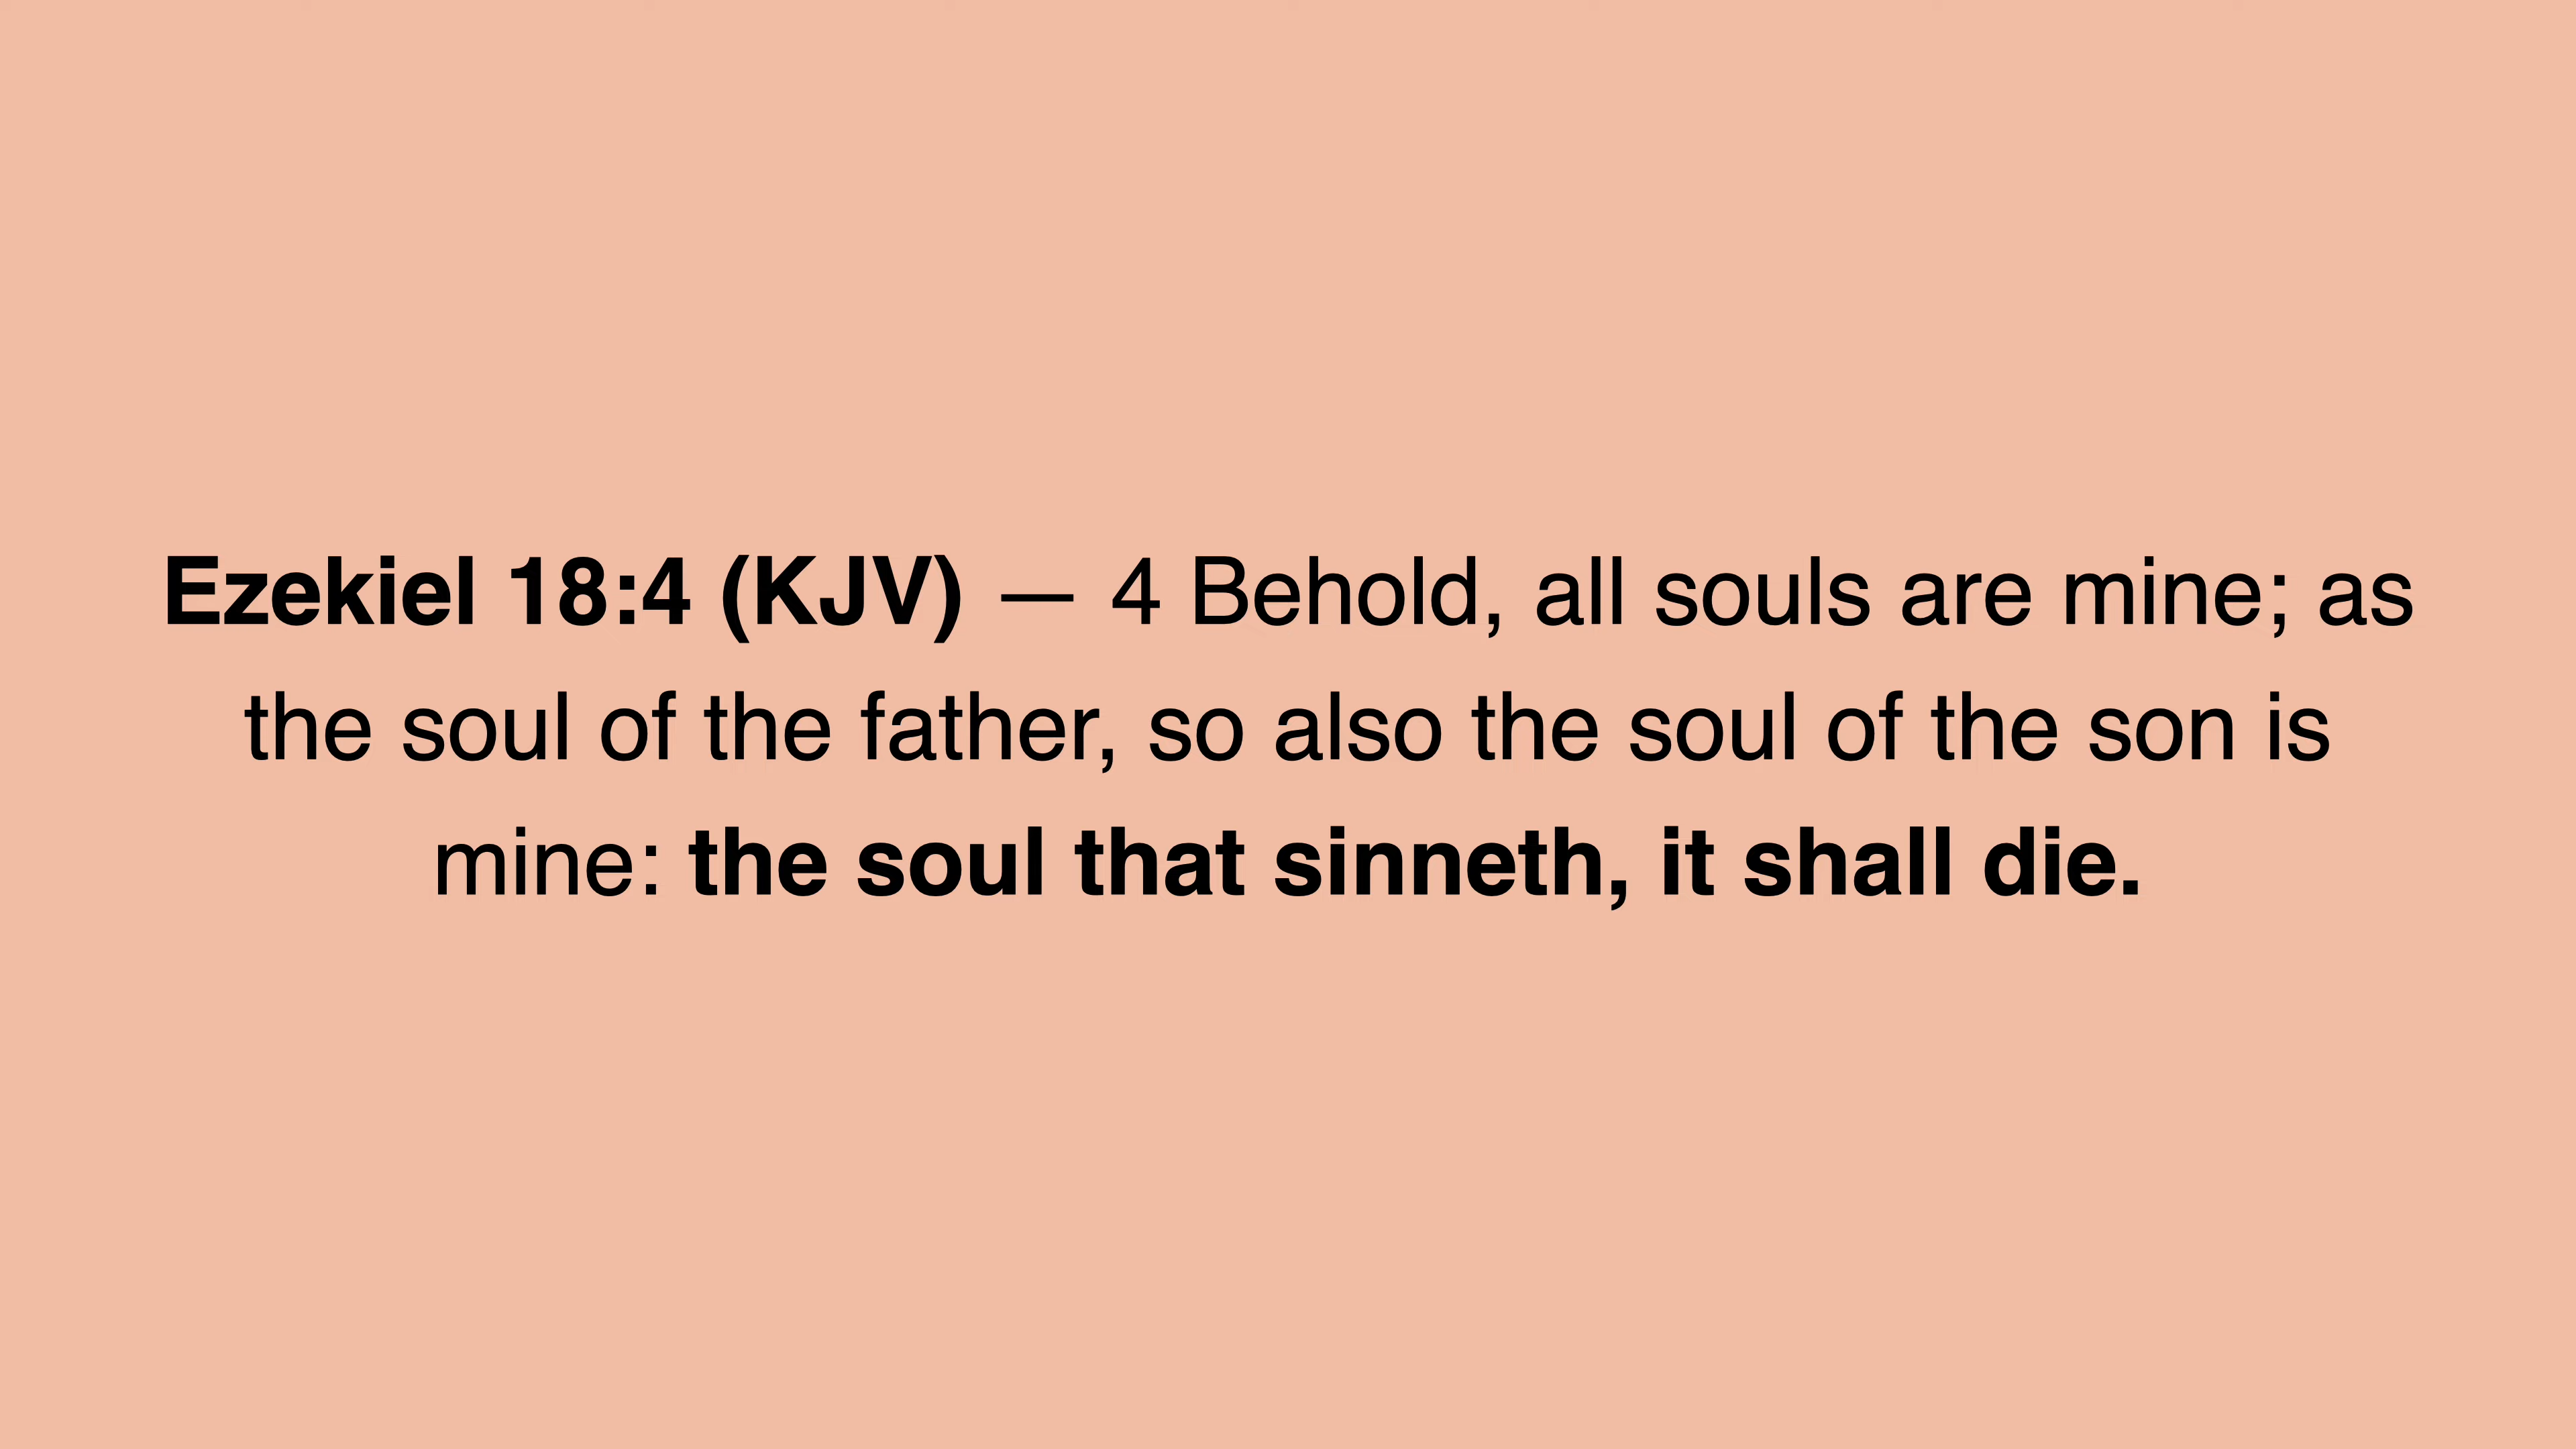 Ezekiel 18:4 (KJV) — 4 Behold, all souls are mine; as
the soul of the father, so also the soul of the son is
mine: the soul that sinneth, it shall die.